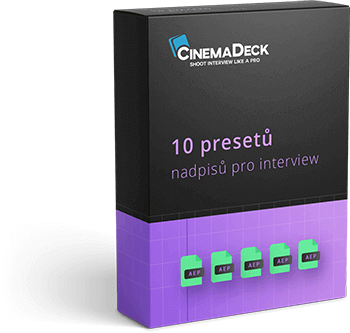 CINEMADECK
SHOOT INTERVIEW LIKE A PRO
10 presetů
nadpisů pro interview
AEP AEP AEP AEP AEP